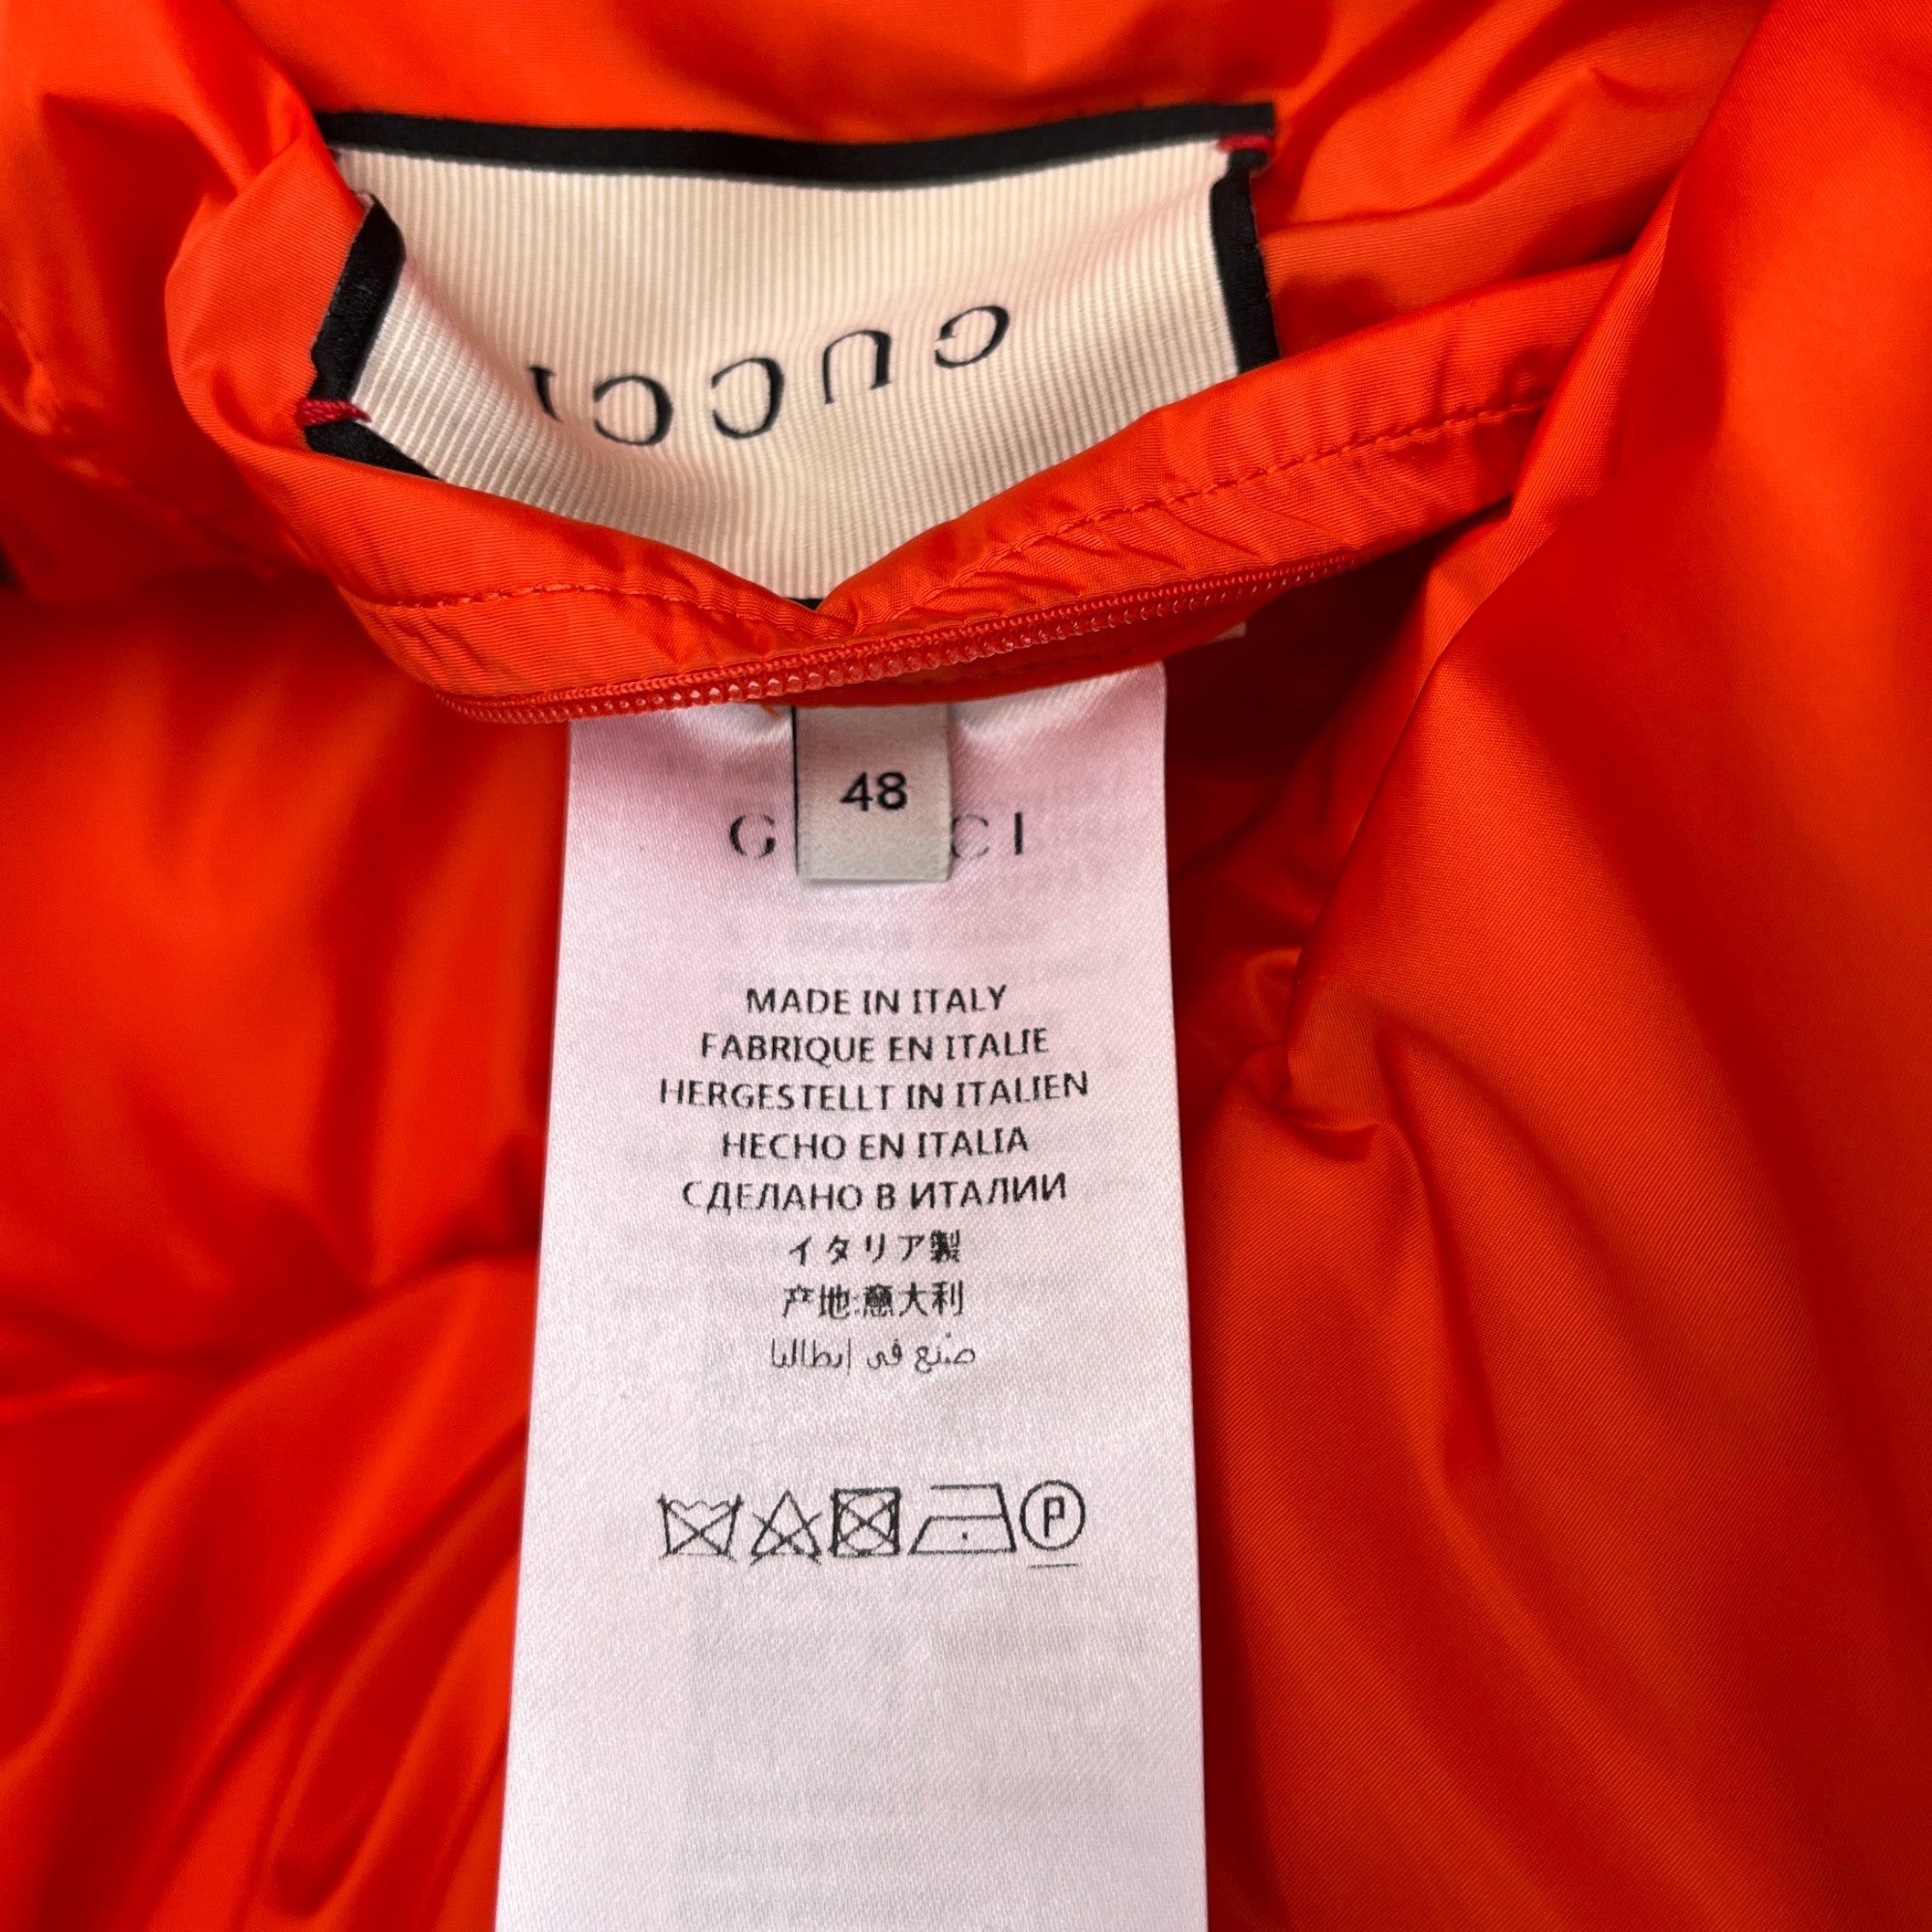 GUCCI
48
G CI
MADE IN ITALY
FABRIQUE EN ITALIE
HERGESTELLT IN ITALIEN
HECHO EN ITALIA
СДЕЛАНО В ИТАЛИИ
イタリア製
产地:意大利
صنع في إيطاليا
P